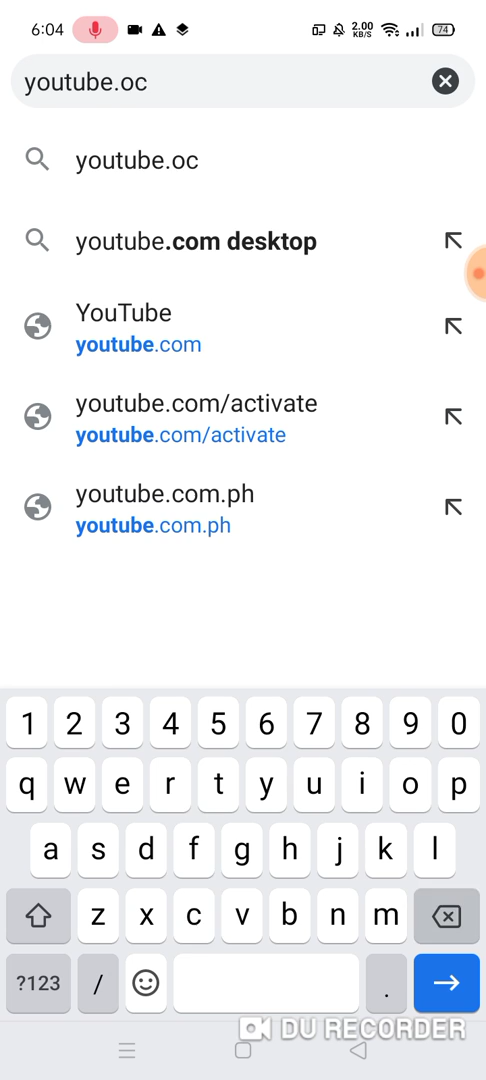 6:04 2.00 KB/S 74
youtube.oc
youtube.oc
youtube.com desktop
YouTube
youtube.com
youtube.com/activate
youtube.com/activate
youtube.com.ph
youtube.com.ph
1 2 3 4 5 6 7 8 9 0
q w e r t y u i o p
a s d f g h j k l
z x c v b n m
?123 / .
DU RECORDER